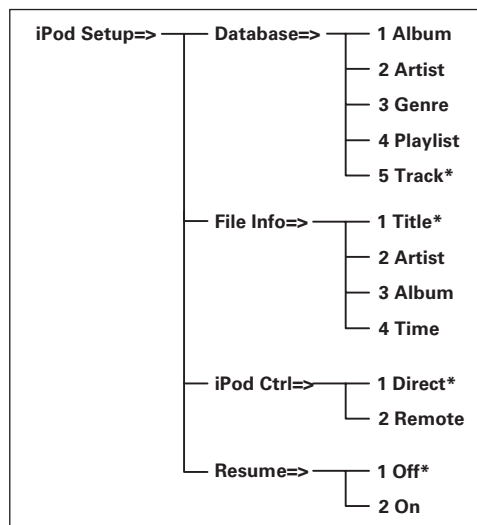 iPod Setup=> Database=> 1 Album
2 Artist
3 Genre
4 Playlist
5 Track*
File Info=> 1 Title*
2 Artist
3 Album
4 Time
iPod Ctrl=> 1 Direct*
2 Remote
Resume=> 1 Off*
2 On